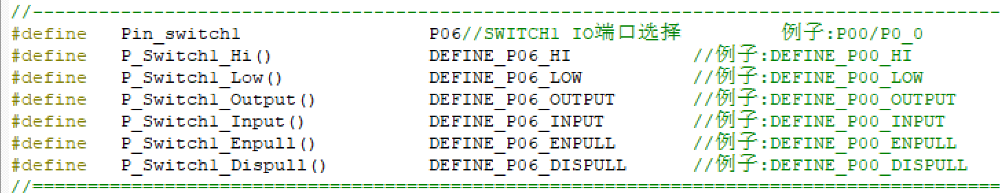 //------------------------------------------------------------------------------------------
#define   Pin_switch1                 P06//SWITCH1 IO端口选择         例子:P00/P0_0
#define   P_Switch1_Hi()              DEFINE_P06_HI           //例子:DEFINE_P00_HI
#define   P_Switch1_Low()             DEFINE_P06_LOW          //例子:DEFINE_P00_LOW
#define   P_Switch1_Output()          DEFINE_P06_OUTPUT       //例子:DEFINE_P00_OUTPUT
#define   P_Switch1_Input()           DEFINE_P06_INPUT        //例子:DEFINE_P00_INPUT
#define   P_Switch1_Enpull()          DEFINE_P06_ENPULL       //例子:DEFINE_P00_ENPULL
#define   P_Switch1_Dispull()         DEFINE_P06_DISPULL      //例子:DEFINE_P00_DISPULL
//==========================================================================================